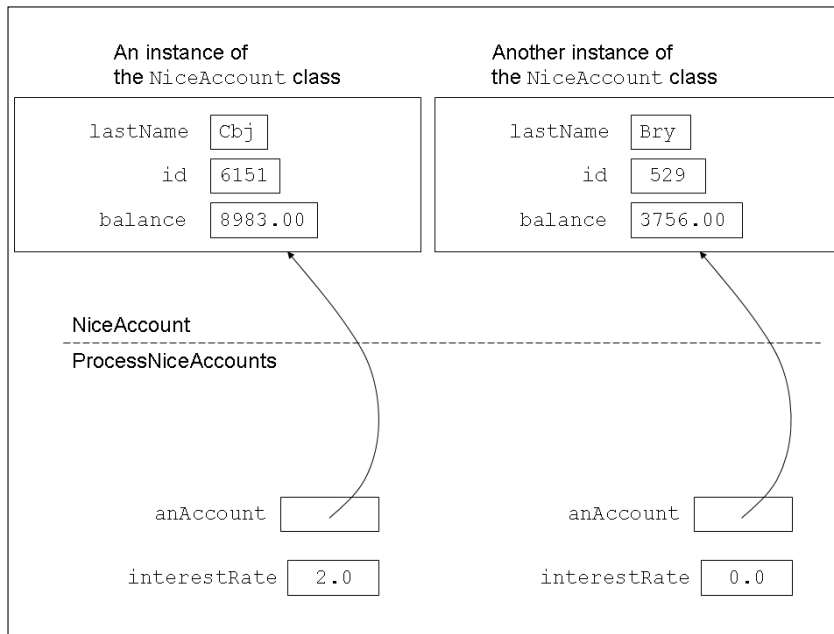 An instance of
the NiceAccount class
Another instance of
the NiceAccount class
lastName Cbj
id 6151
balance 8983.00
lastName Bry
id 529
balance 3756.00
NiceAccount
ProcessNiceAccounts
anAccount
anAccount
interestRate 2.0
interestRate 0.0